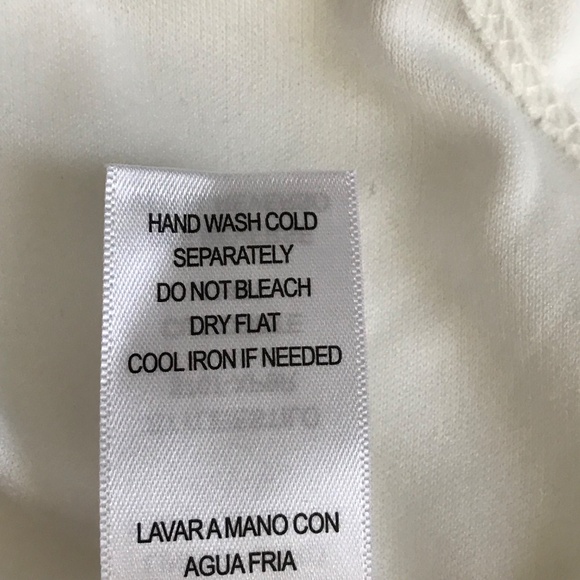 HAND WASH COLD
SEPARATELY
DO NOT BLEACH
DRY FLAT
COOL IRON IF NEEDED
LAVAR A MANO CON
AGUA FRIA